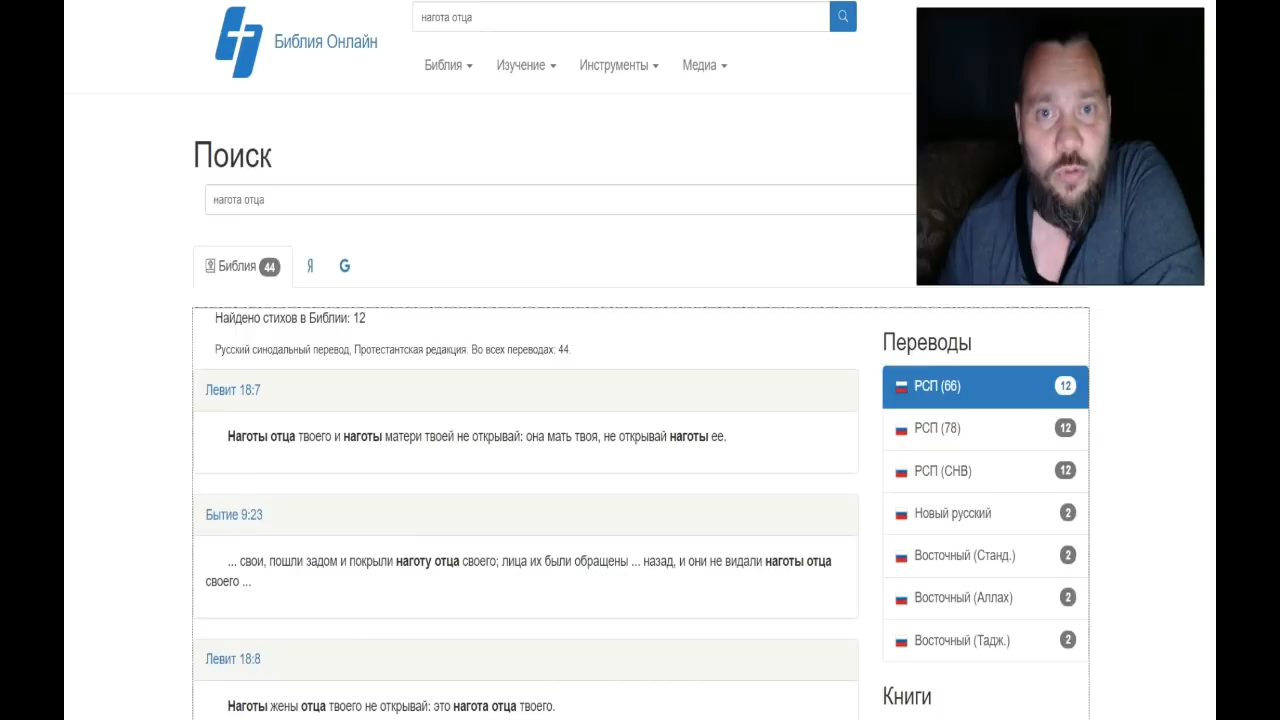 нагота отца
Библия Онлайн
Библия Изучение Инструменты Медиа
Поиск
нагота отца
Библия 44 Я G
Найдено стихов в Библии: 12
Русский синодальный перевод, Протестантская редакция. Во всех переводах: 44.
Левит 18:7
Наготы отца твоего и наготы матери твоей не открывай: она мать твоя, не открывай наготы ее.
Бытие 9:23
... свои, пошли задом и покрыли наготу отца своего; лица их были обращены ... назад, и они не видали наготы отца
своего ...
Левит 18:8
Наготы жены отца твоего не открывай: это нагота отца твоего.
Переводы
РСП (66) 12
РСП (78) 12
РСП (СНВ) 12
Новый русский 2
Восточный (Станд.) 2
Восточный (Аллах) 2
Восточный (Тадж.) 2
Книги